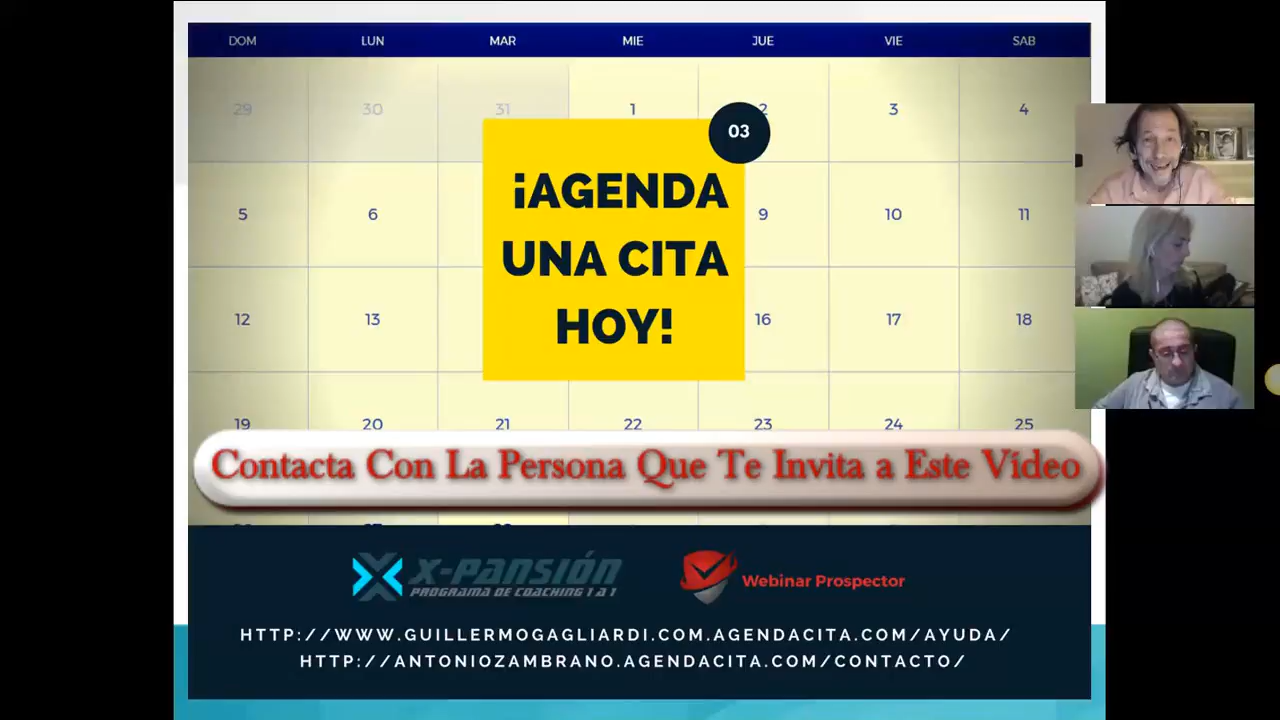 DOM LUN MAR MIE JUE VIE SAB
29 30 31 1 2 3 4
03
¡AGENDA
UNA CITA
HOY!
5 6 9 10 11
12 13 16 17 18
19 20 21 22 23 24 25
Contacta Con La Persona Que Te Invita a Este Vídeo
X-PANSIÓN
PROGRAMA DE COACHING 1 A 1
Webinar Prospector
HTTP://WWW.GUILLERMOGAGLIARDI.COM.AGENDACITA.COM/AYUDA/
HTTP://ANTONIOZAMBRANO.AGENDACITA.COM/CONTACTO/